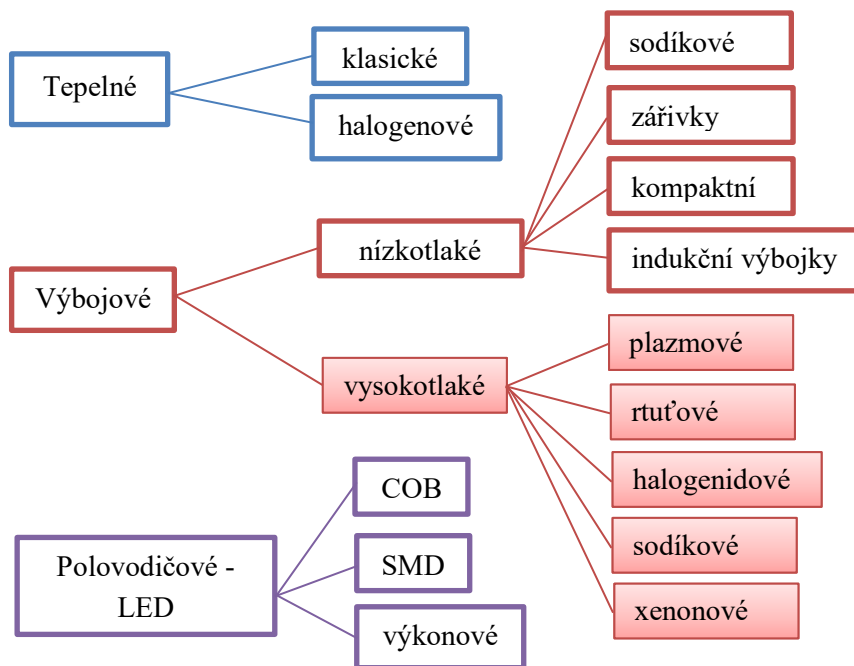 Tepelné
klasické
halogenové
Výbojové
nízkotlaké
sodíkové
zářivky
kompaktní
indukční výbojky
vysokotlaké
plazmové
rtuťové
halogenidové
sodíkové
xenonové
Polovodičové -
LED
COB
SMD
výkonové